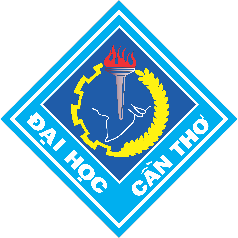 ĐẠI HỌC
CẦN THƠ